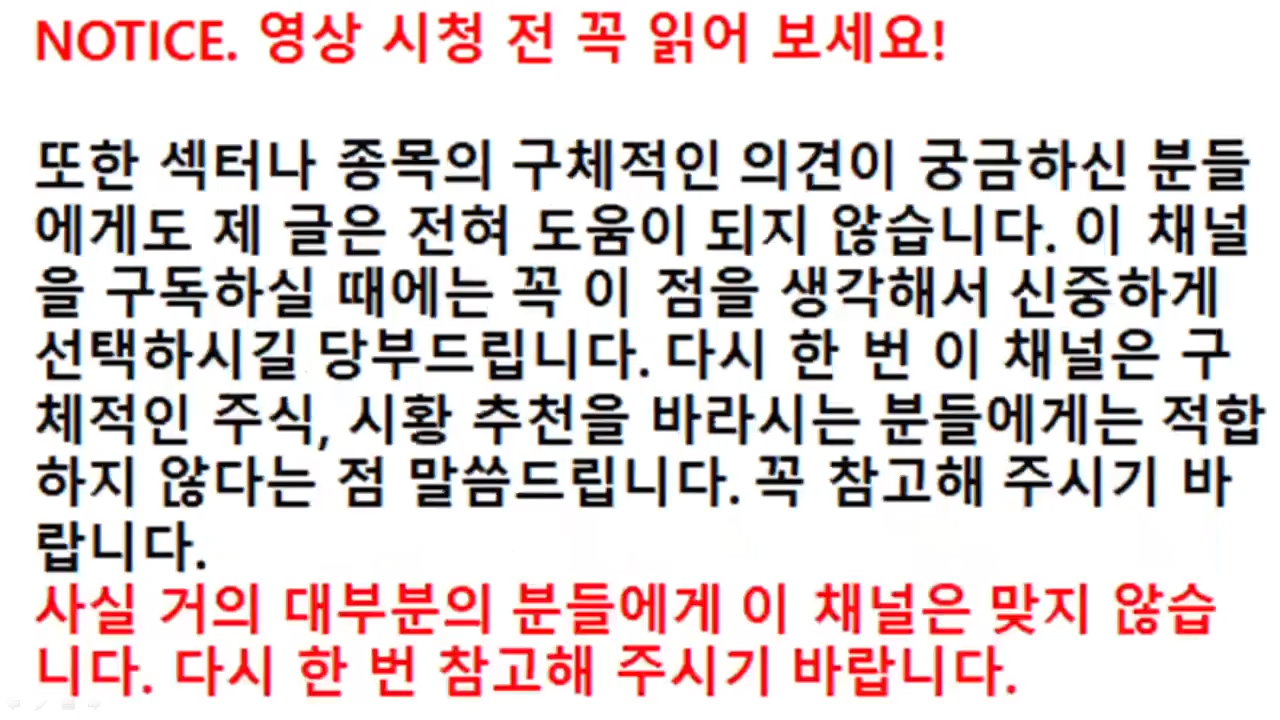 NOTICE. 영상 시청 전 꼭 읽어 보세요!
또한 섹터나 종목의 구체적인 의견이 궁금하신 분들
에게도 제 글은 전혀 도움이 되지 않습니다. 이 채널
을 구독하실 때에는 꼭 이 점을 생각해서 신중하게
선택하시길 당부드립니다. 다시 한 번 이 채널은 구
체적인 주식, 시황 추천을 바라시는 분들에게는 적합
하지 않다는 점 말씀드립니다. 꼭 참고해 주시기 바
랍니다.
사실 거의 대부분의 분들에게 이 채널은 맞지 않습
니다. 다시 한 번 참고해 주시기 바랍니다.